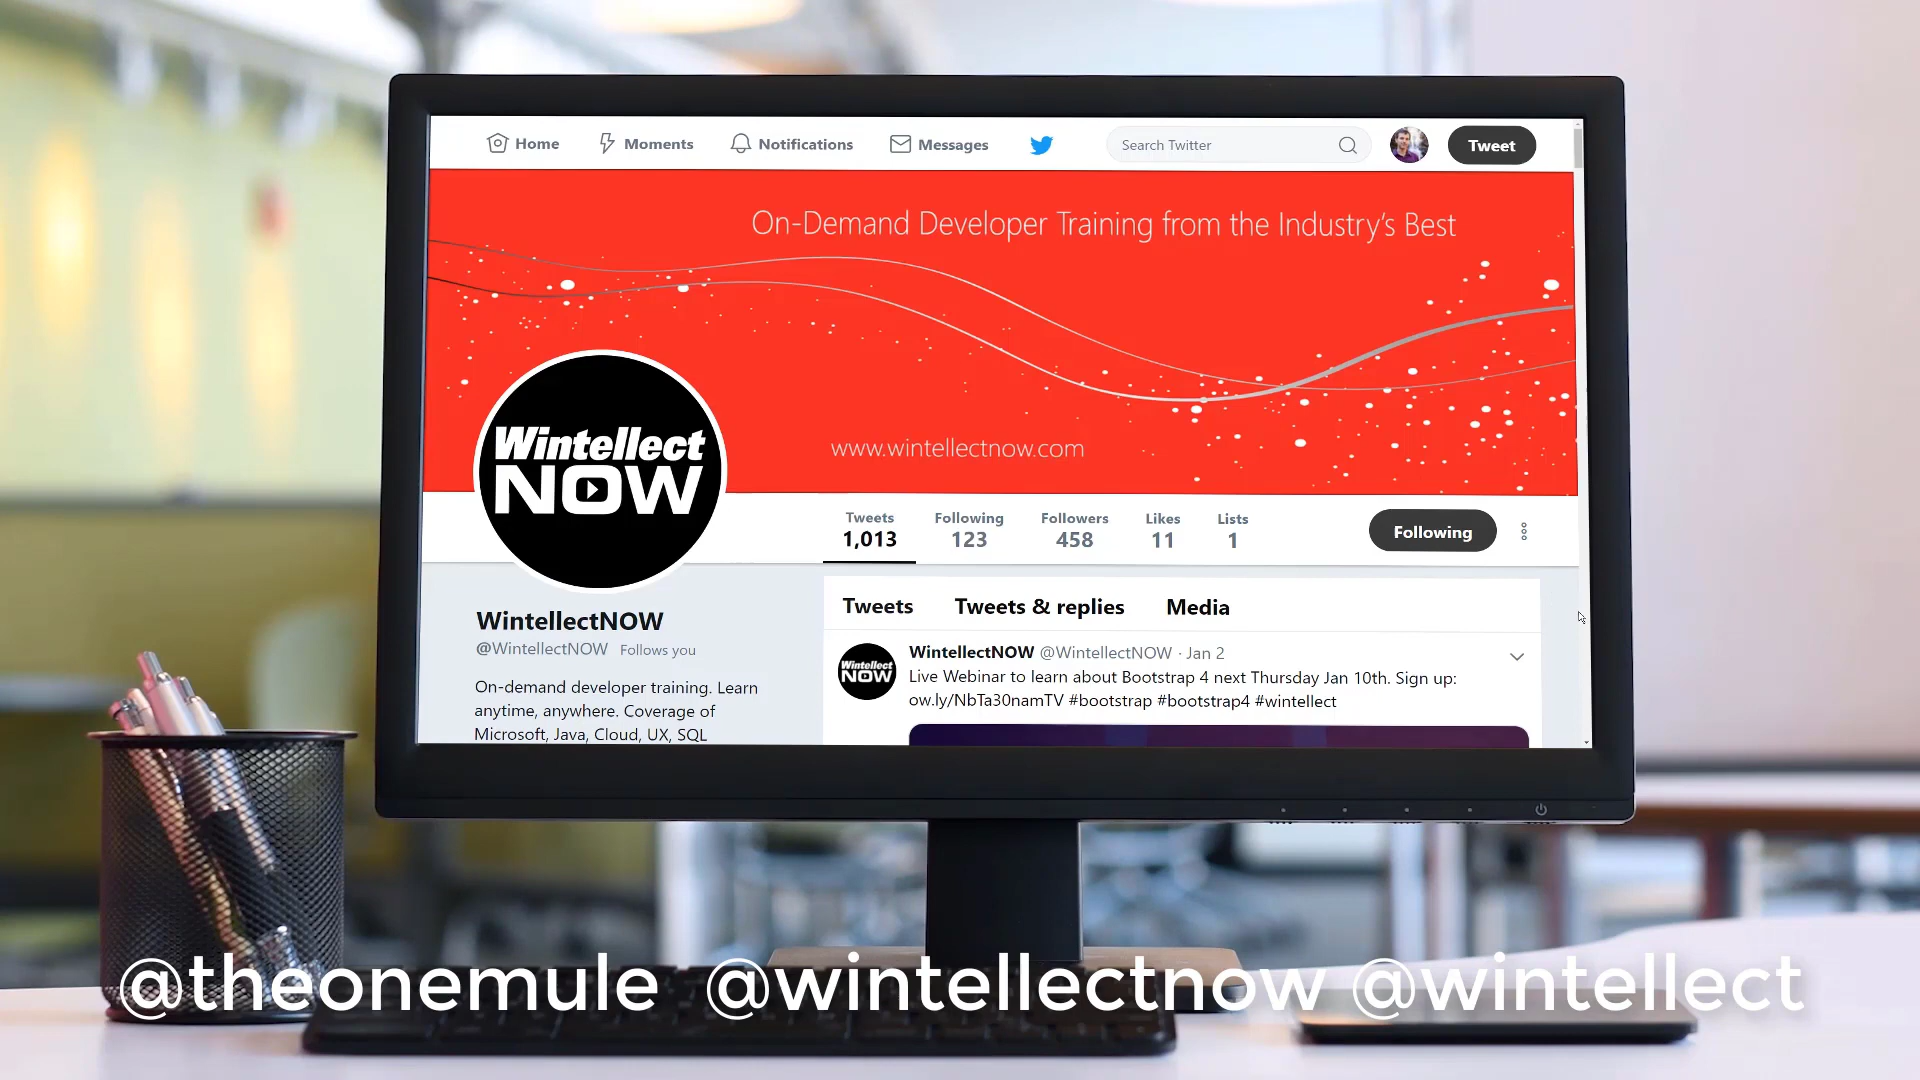 Home Moments Notifications Messages Search Twitter Tweet
On-Demand Developer Training from the Industry's Best
Wintellect
NOW
www.wintellectnow.com
Tweets Following Followers Likes Lists
1,013 123 458 11 1
Following
WintellectNOW
@WintellectNOW Follows you
On-demand developer training. Learn
anytime, anywhere. Coverage of
Microsoft, Java, Cloud, UX, SQL
Tweets Tweets & replies Media
Wintellect
NOW
WintellectNOW @WintellectNOW · Jan 2
Live Webinar to learn about Bootstrap 4 next Thursday Jan 10th. Sign up:
ow.ly/NbTa30namTV #bootstrap #bootstrap4 #wintellect
@theonemule @wintellectnow @wintellect